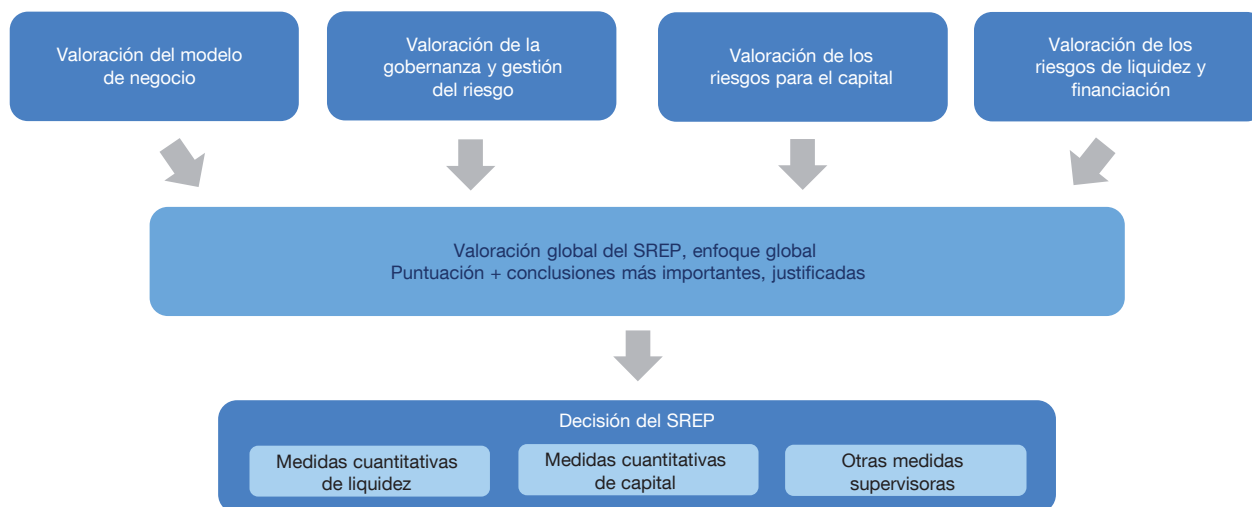 Valoración del modelo
de negocio
Valoración de la
gobernanza y gestión
del riesgo
Valoración de los
riesgos para el capital
Valoración de los
riesgos de liquidez y
financiación
Valoración global del SREP, enfoque global
Puntuación + conclusiones más importantes, justificadas
Decisión del SREP
Medidas cuantitativas
de liquidez
Medidas cuantitativas
de capital
Otras medidas
supervisoras